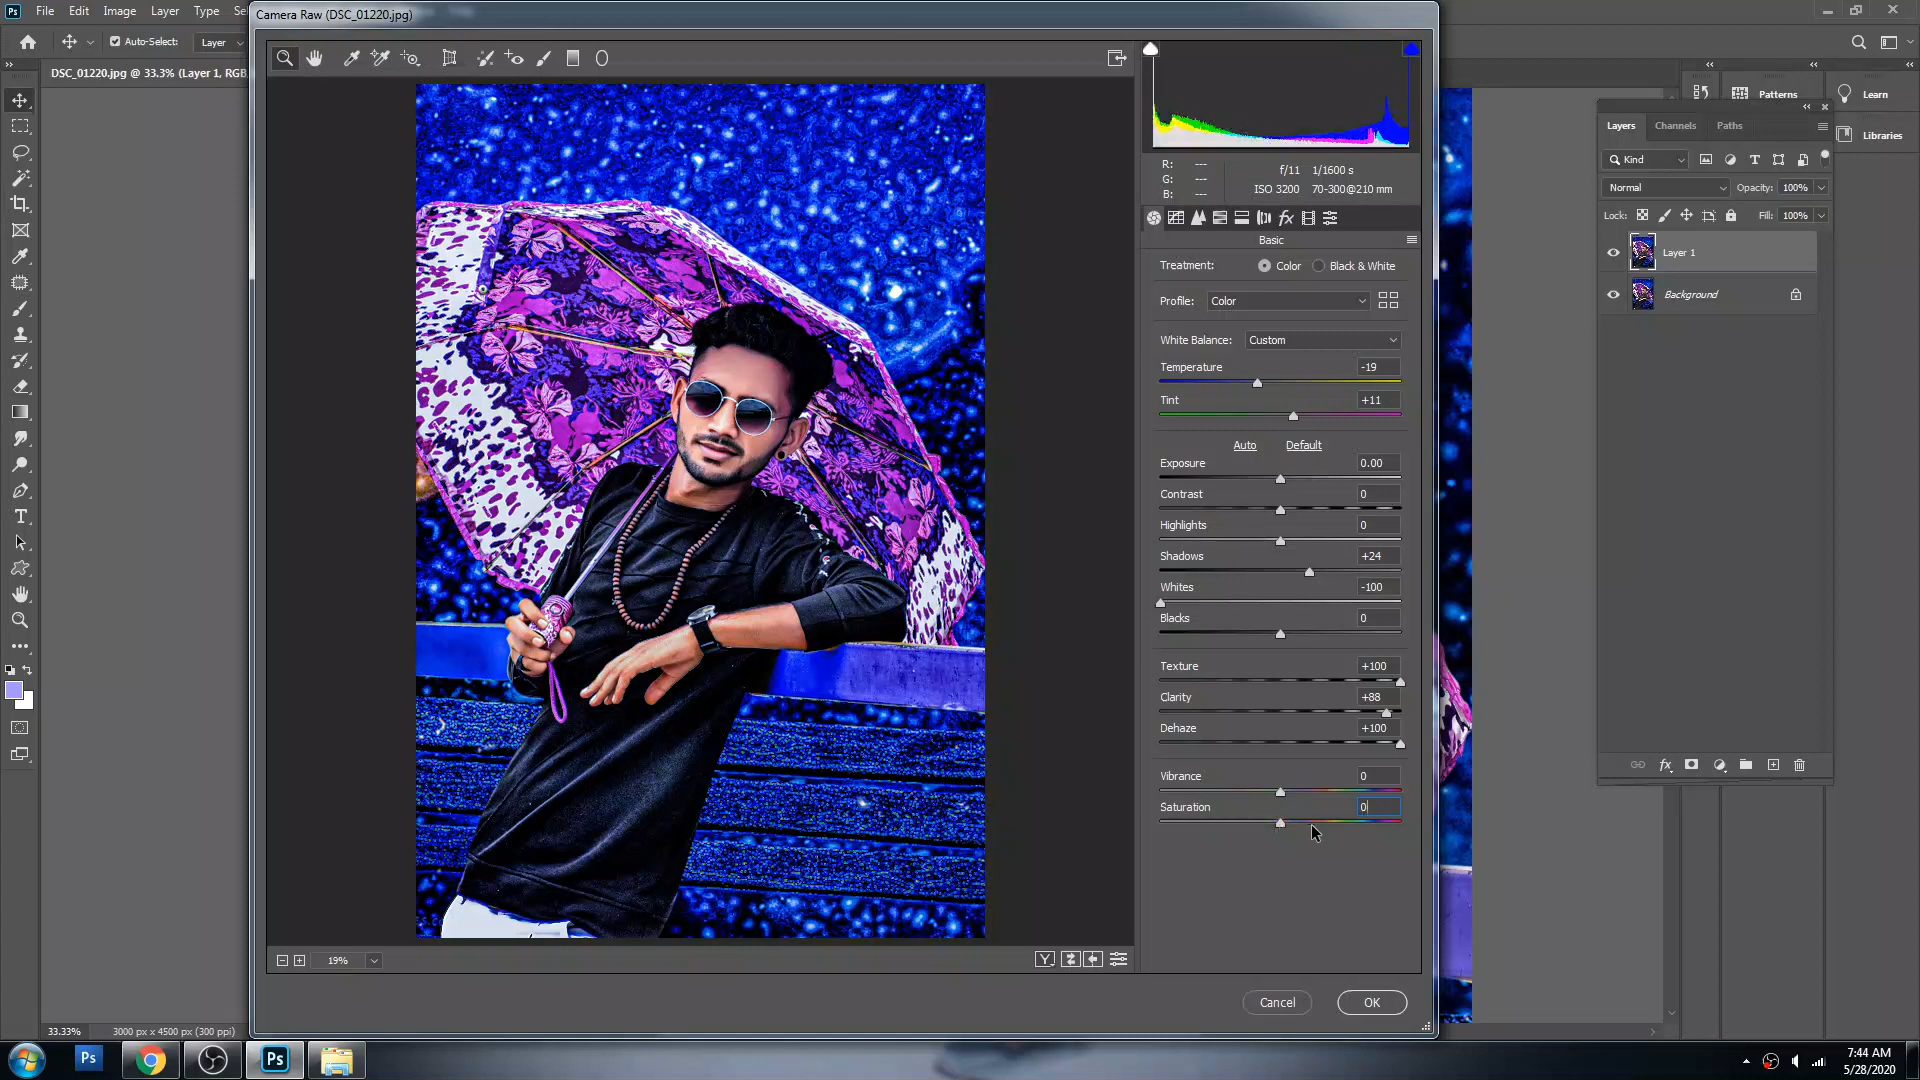 Ps File Edit Image Layer Type
Camera Raw (DSC_01220.jpg)
Auto-Select: Layer
DSC_01220.jpg @ 33.3% (Layer 1, RGB
R: ---
G: ---
B: ---
f/11 1/1600 s
ISO 3200 70-300@210 mm
Basic
Treatment: Color Black & White
Profile: Color
White Balance: Custom
Temperature -19
Tint +11
Auto Default
Exposure 0.00
Contrast 0
Highlights 0
Shadows +24
Whites -100
Blacks 0
Texture +100
Clarity +88
Dehaze +100
Vibrance 0
Saturation 0
19%
Cancel OK
Patterns
Learn
Libraries
Layers Channels Paths
Kind
Normal Opacity: 100%
Lock: Fill: 100%
Layer 1
Background
fx
33.33% 3000 px x 4500 px (300 ppi)
Ps Ps
7:44 AM
5/28/2020